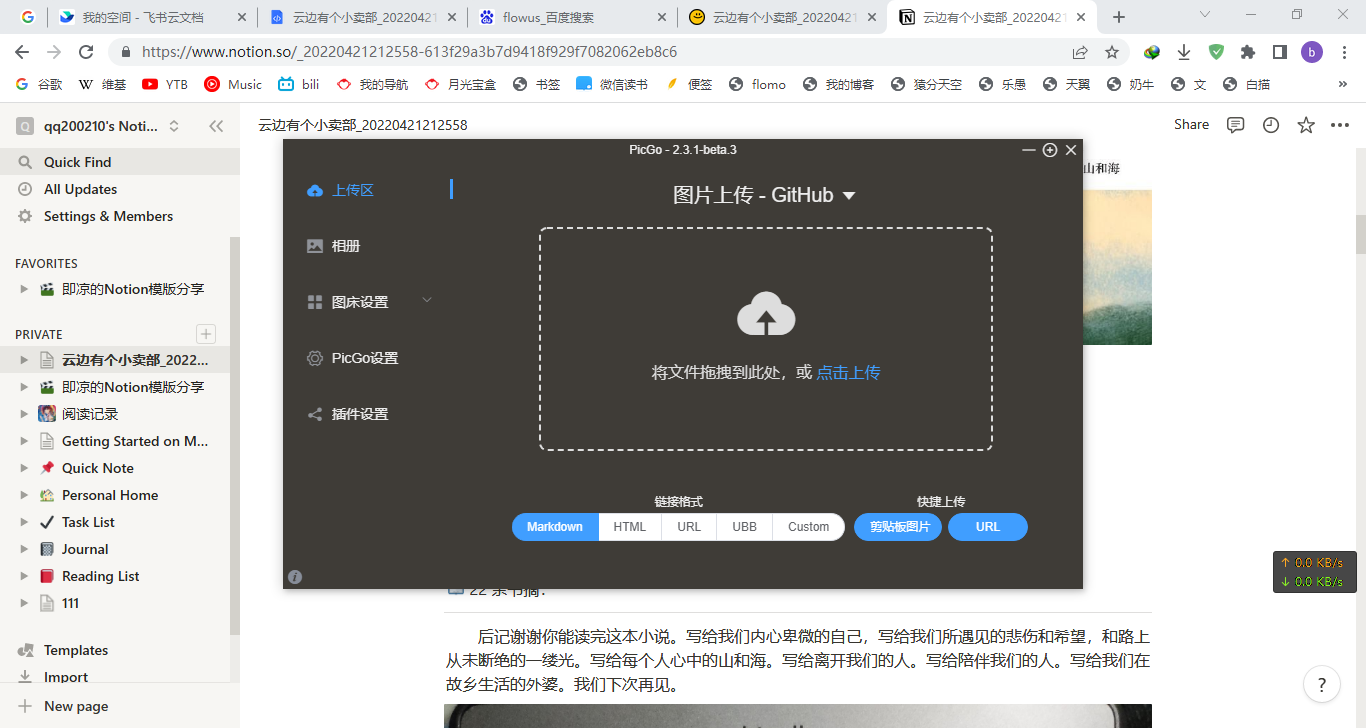 我的空间 - 飞书云文档
云边有个小卖部_20220421
flowus_百度搜索
云边有个小卖部_20220421
云边有个小卖部_20220421
https://www.notion.so/_20220421212558-613f29a3b7d9418f929f7082062eb8c6
b
谷歌 维基 YTB Music bili 我的导航 月光宝盒 书签 微信读书 便签 flomo 我的博客 猿分天空 乐愚 天翼 奶牛 文 白描 »
Q qq200210's Noti...
云边有个小卖部_20220421212558
Share
Quick Find
All Updates
Settings & Members
FAVORITES
即凉的Notion模版分享
PRIVATE
云边有个小卖部_2022...
即凉的Notion模版分享
阅读记录
Getting Started on M...
Quick Note
Personal Home
Task List
Journal
Reading List
111
Templates
Import
New page
PicGo - 2.3.1-beta.3
上传区
相册
图床设置
PicGo设置
插件设置
图片上传 - GitHub
将文件拖拽到此处，或 点击上传
链接格式
快捷上传
Markdown HTML URL UBB Custom
剪贴板图片 URL
山和海
22 条书摘：
↑ 0.0 KB/s
↓ 0.0 KB/s
后记谢谢你能读完这本小说。写给我们内心卑微的自己，写给我们所遇见的悲伤和希望，和路上
从未断绝的一缕光。写给每个人心中的山和海。写给离开我们的人。写给陪伴我们的人。写给我们在
故乡生活的外婆。我们下次再见。
?